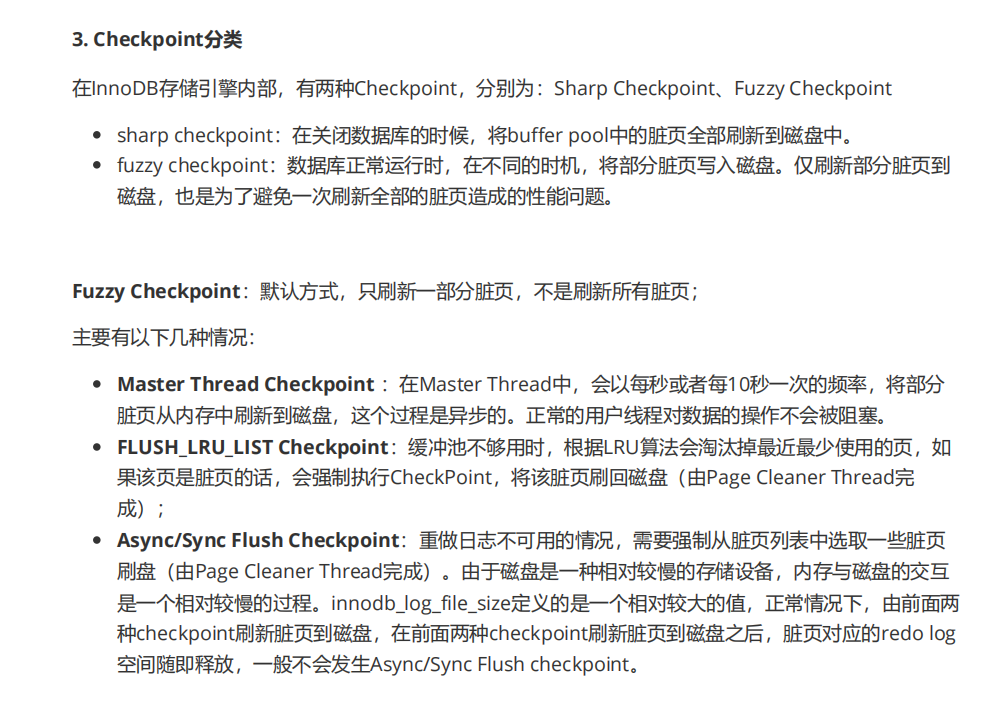 3. Checkpoint分类
在InnoDB存储引擎内部，有两种Checkpoint，分别为：Sharp Checkpoint、Fuzzy Checkpoint
sharp checkpoint：在关闭数据库的时候，将buffer pool中的脏页全部刷新到磁盘中。
fuzzy checkpoint：数据库正常运行时，在不同的时机，将部分脏页写入磁盘。仅刷新部分脏页到
磁盘，也是为了避免一次刷新全部的脏页造成的性能问题。
Fuzzy Checkpoint：默认方式，只刷新一部分脏页，不是刷新所有脏页；
主要有以下几种情况：
Master Thread Checkpoint ：在Master Thread中，会以每秒或者每10秒一次的频率，将部分
脏页从内存中刷新到磁盘，这个过程是异步的。正常的用户线程对数据的操作不会被阻塞。
FLUSH_LRU_LIST Checkpoint：缓冲池不够用时，根据LRU算法会淘汰掉最近最少使用的页，如
果该页是脏页的话，会强制执行CheckPoint，将该脏页刷回磁盘（由Page Cleaner Thread完
成）；
Async/Sync Flush Checkpoint：重做日志不可用的情况，需要强制从脏页列表中选取一些脏页
刷盘（由Page Cleaner Thread完成）。由于磁盘是一种相对较慢的存储设备，内存与磁盘的交互
是一个相对较慢的过程。innodb_log_file_size定义的是一个相对较大的值，正常情况下，由前面两
种checkpoint刷新脏页到磁盘，在前面两种checkpoint刷新脏页到磁盘之后，脏页对应的redo log
空间随即释放，一般不会发生Async/Sync Flush checkpoint。